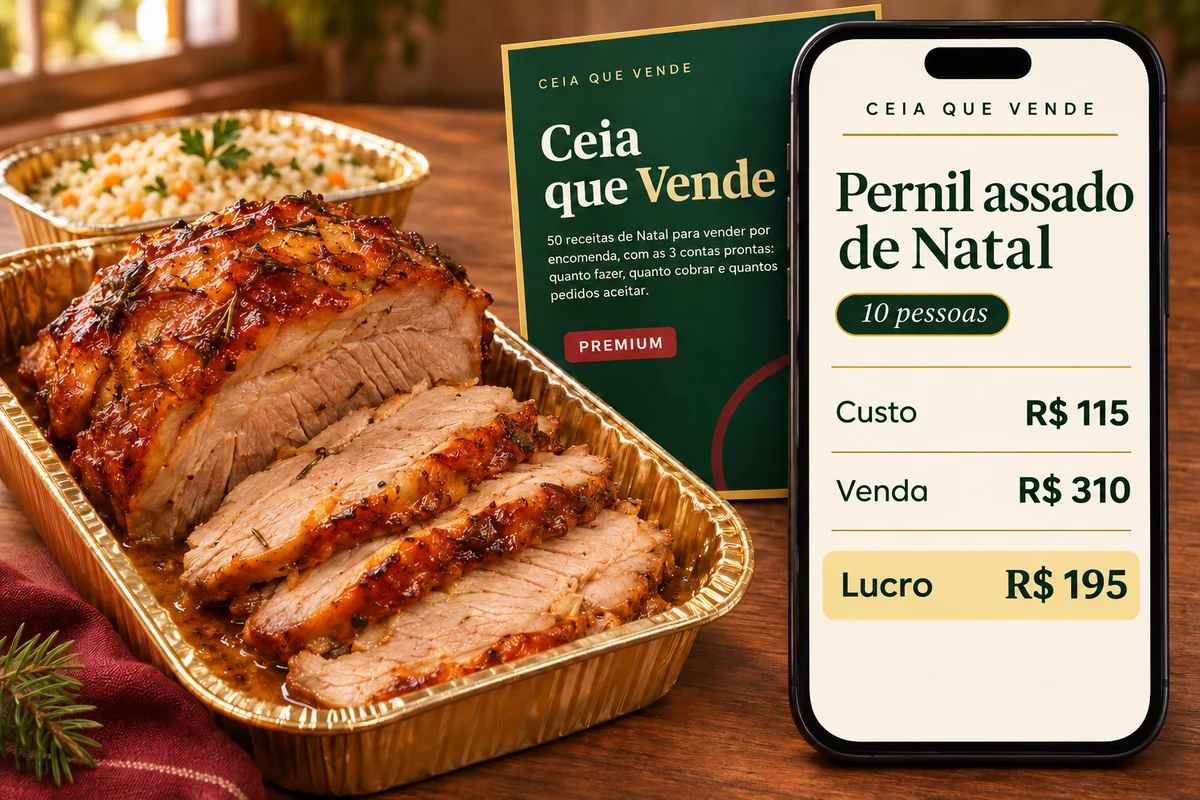 CEIA QUE VENDE
Ceia
que Vende
50 receitas de Natal para vender por
encomenda, com as 3 contas prontas:
quanto fazer, quanto cobrar e quantos
pedidos aceitar.
PREMIUM
CEIA QUE VENDE
Pernil assado
de Natal
10 pessoas
Custo R$ 115
Venda R$ 310
Lucro R$ 195